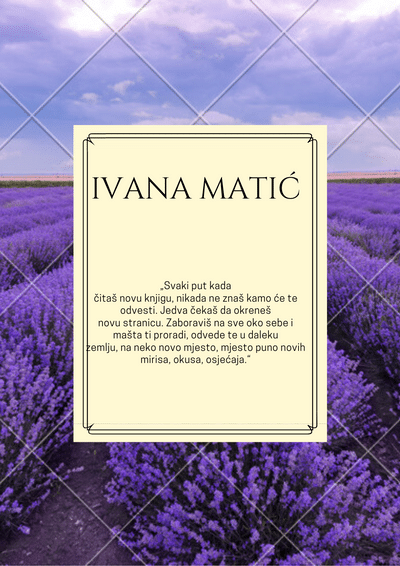 IVANA MATIĆ
„Svaki put kada
čitaš novu knjigu, nikada ne znaš kamo će te
odvesti. Jedva čekaš da okreneš
novu stranicu. Zaboraviš na sve oko sebe i
mašta ti proradi, odvede te u daleku
zemlju, na neko novo mjesto, mjesto puno novih
mirisa, okusa, osjećaja.“